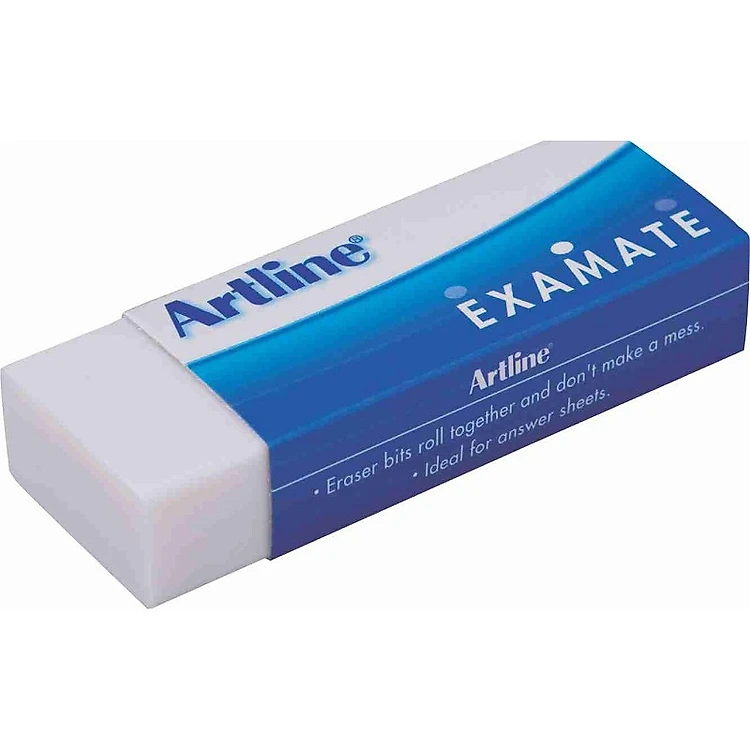 Artline®
EXAMATE
Artline®
• Eraser bits roll together and don't make a mess.
• Ideal for answer sheets.